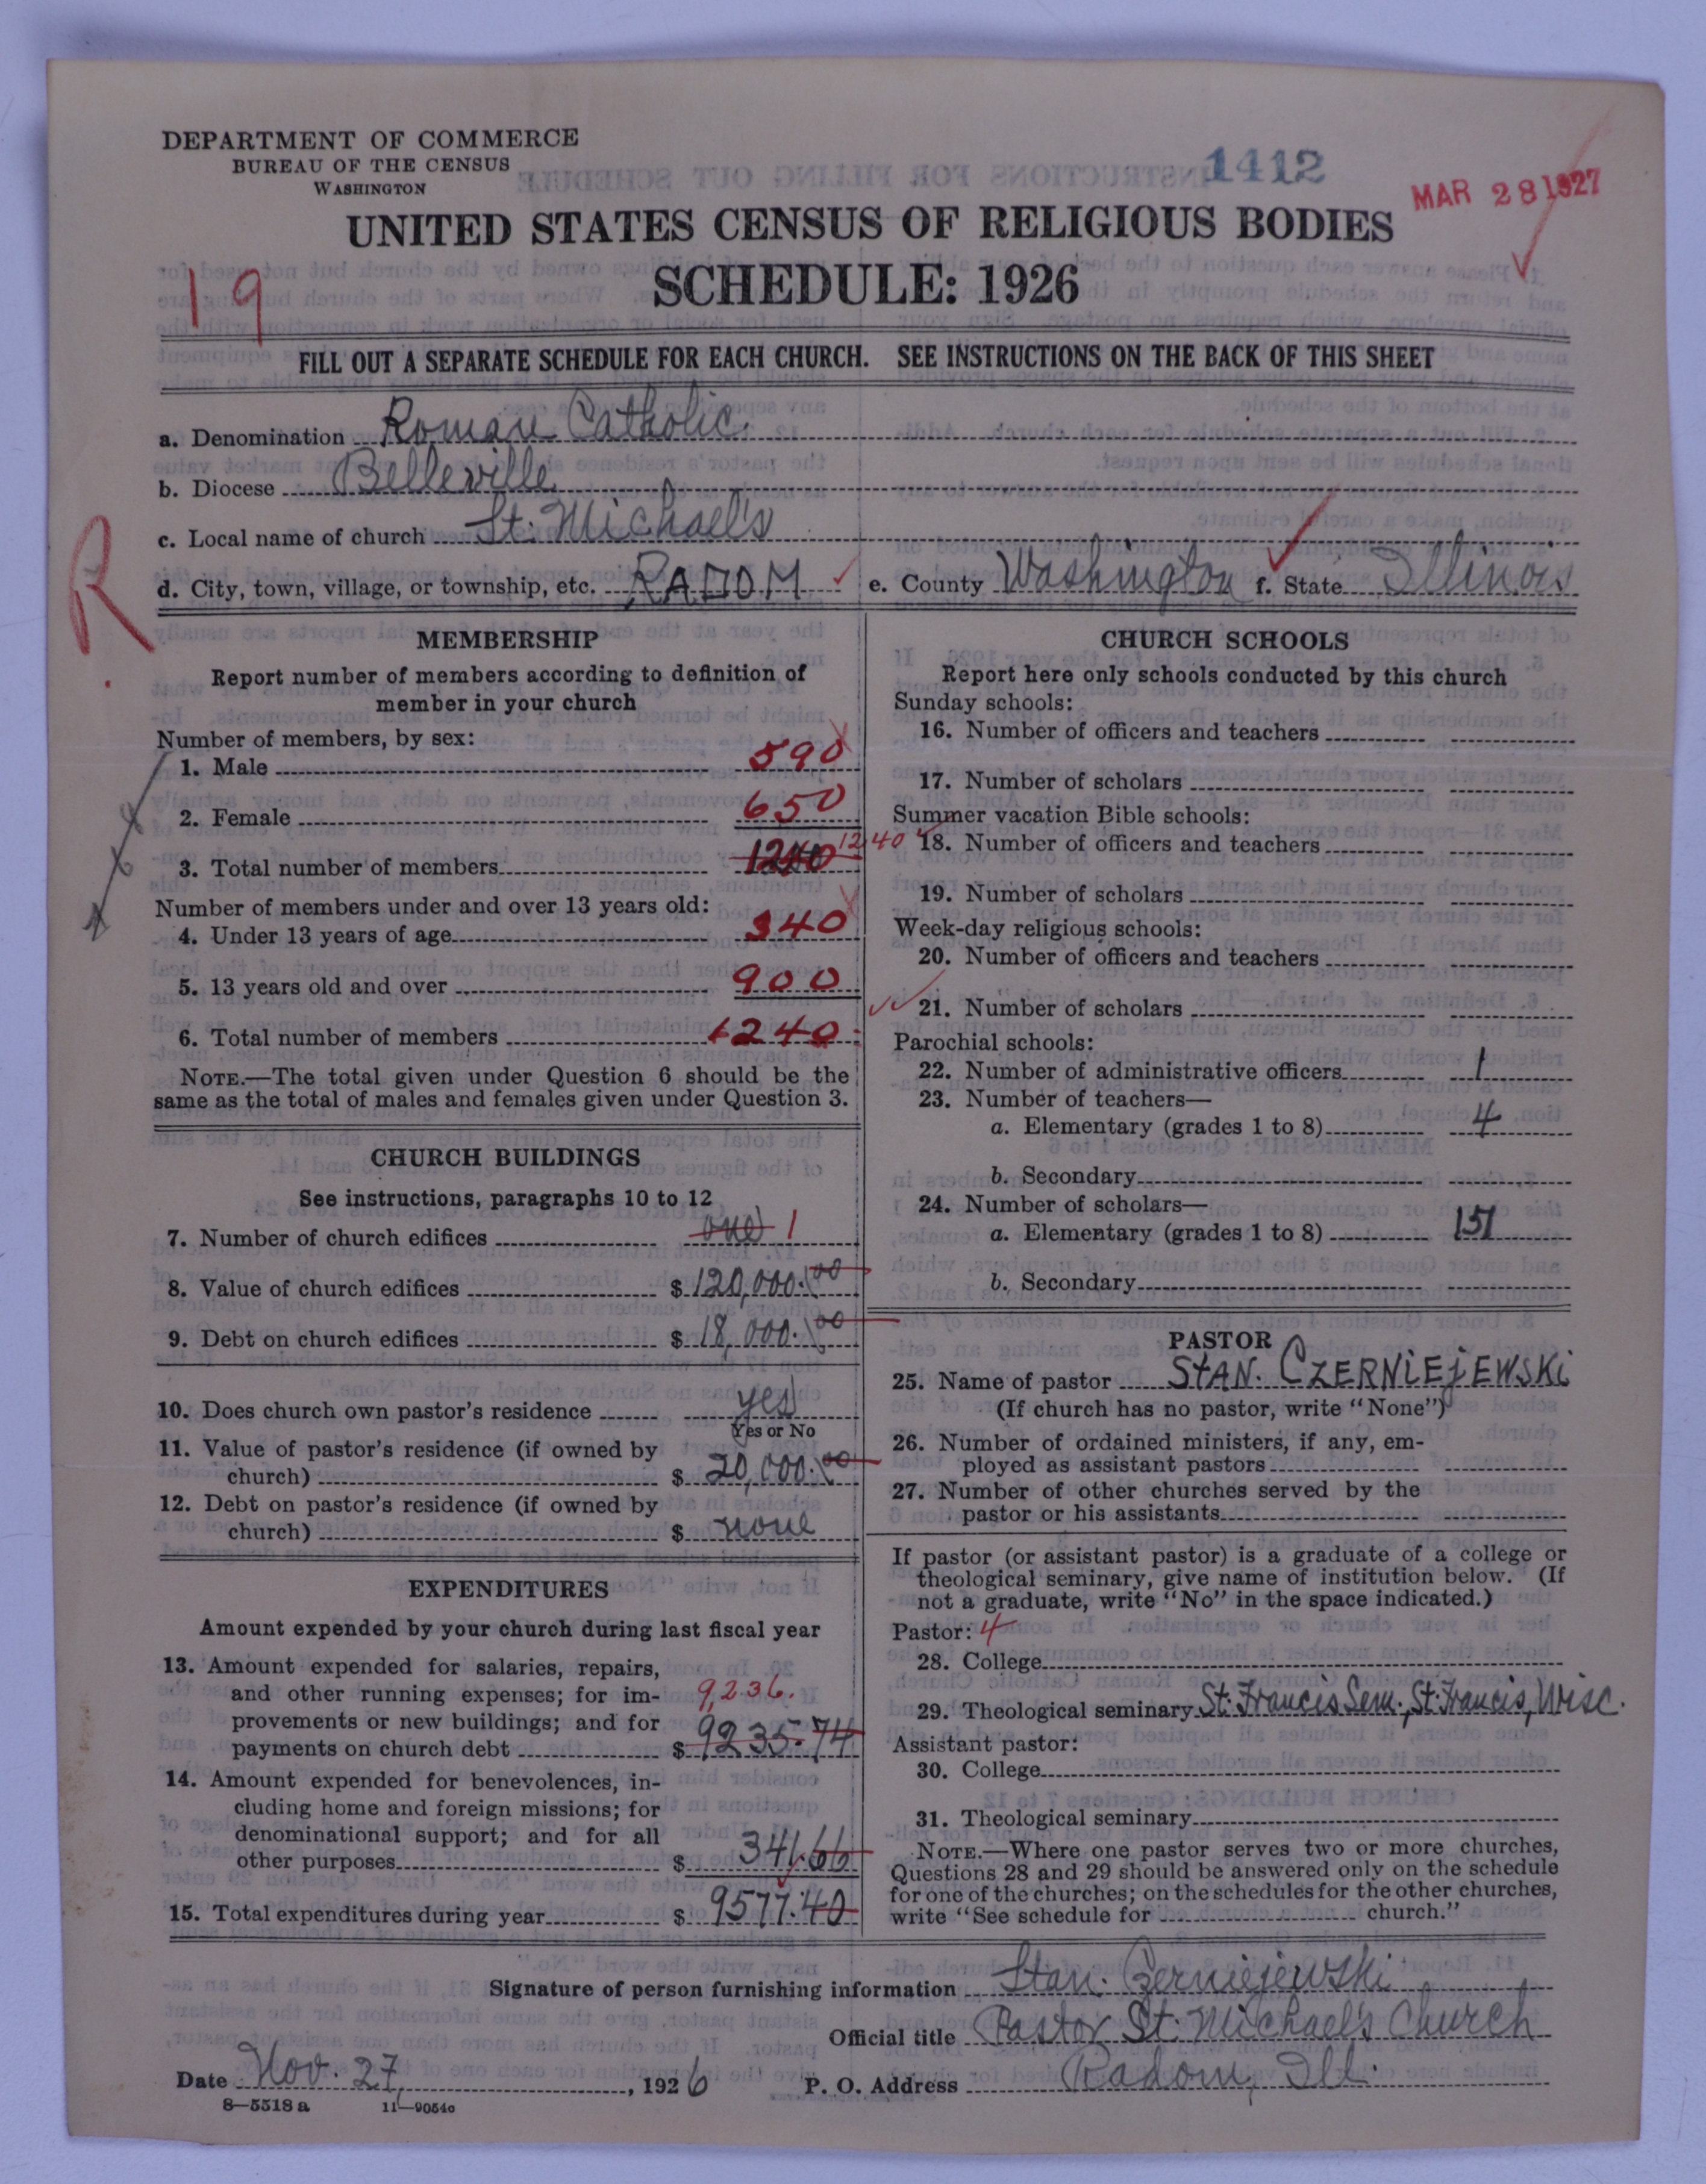 DEPARTMENT OF COMMERCE
BUREAU OF THE CENSUS
WASHINGTON
1412
MAR 28 1927
UNITED STATES CENSUS OF RELIGIOUS BODIES
SCHEDULE: 1926
19
FILL OUT A SEPARATE SCHEDULE FOR EACH CHURCH. SEE INSTRUCTIONS ON THE BACK OF THIS SHEET
a. Denomination Roman Catholic.
b. Diocese Belleville
c. Local name of church St. Michael's
R
d. City, town, village, or township, etc. RADOM e. County Washington f. State Illinois
MEMBERSHIP
Report number of members according to definition of
member in your church
Number of members, by sex:
1. Male 590
2. Female 650
3. Total number of members 1240 1240
Number of members under and over 13 years old:
4. Under 13 years of age 340
5. 13 years old and over 900
6. Total number of members 1240
NOTE.—The total given under Question 6 should be the
same as the total of males and females given under Question 3.
CHURCH BUILDINGS
See instructions, paragraphs 10 to 12
7. Number of church edifices one 1
8. Value of church edifices $ 120,000.00
9. Debt on church edifices $ 18,000.00
10. Does church own pastor's residence yes
Yes or No
11. Value of pastor's residence (if owned by
church) $ 20,000.00
12. Debt on pastor's residence (if owned by
church) $ none
EXPENDITURES
Amount expended by your church during last fiscal year
13. Amount expended for salaries, repairs,
and other running expenses; for im- 9,236.
provements or new buildings; and for
payments on church debt $ 9235.74
14. Amount expended for benevolences, in-
cluding home and foreign missions; for
denominational support; and for all
other purposes $ 341.66
15. Total expenditures during year $ 9577.40
CHURCH SCHOOLS
Report here only schools conducted by this church
Sunday schools:
16. Number of officers and teachers
17. Number of scholars
Summer vacation Bible schools:
18. Number of officers and teachers
19. Number of scholars
Week-day religious schools:
20. Number of officers and teachers
21. Number of scholars
Parochial schools:
22. Number of administrative officers 1
23. Number of teachers—
a. Elementary (grades 1 to 8) 4
b. Secondary
24. Number of scholars—
a. Elementary (grades 1 to 8) 151
b. Secondary
PASTOR
25. Name of pastor STAN. CZERNIEJEWSKI
(If church has no pastor, write "None")
26. Number of ordained ministers, if any, em-
ployed as assistant pastors
27. Number of other churches served by the
pastor or his assistants
If pastor (or assistant pastor) is a graduate of a college or
theological seminary, give name of institution below. (If
not a graduate, write "No" in the space indicated.)
Pastor: 4
28. College
29. Theological seminary St. Francis Sem., St. Francis, Wisc.
Assistant pastor:
30. College
31. Theological seminary
NOTE.—Where one pastor serves two or more churches,
Questions 28 and 29 should be answered only on the schedule
for one of the churches; on the schedules for the other churches,
write "See schedule for church."
Signature of person furnishing information Stan. Czerniejewski
Official title Pastor St. Michael's Church
Date Nov. 27, 1926 P. O. Address Radom, Ill.
8—5518 a 11—9054c